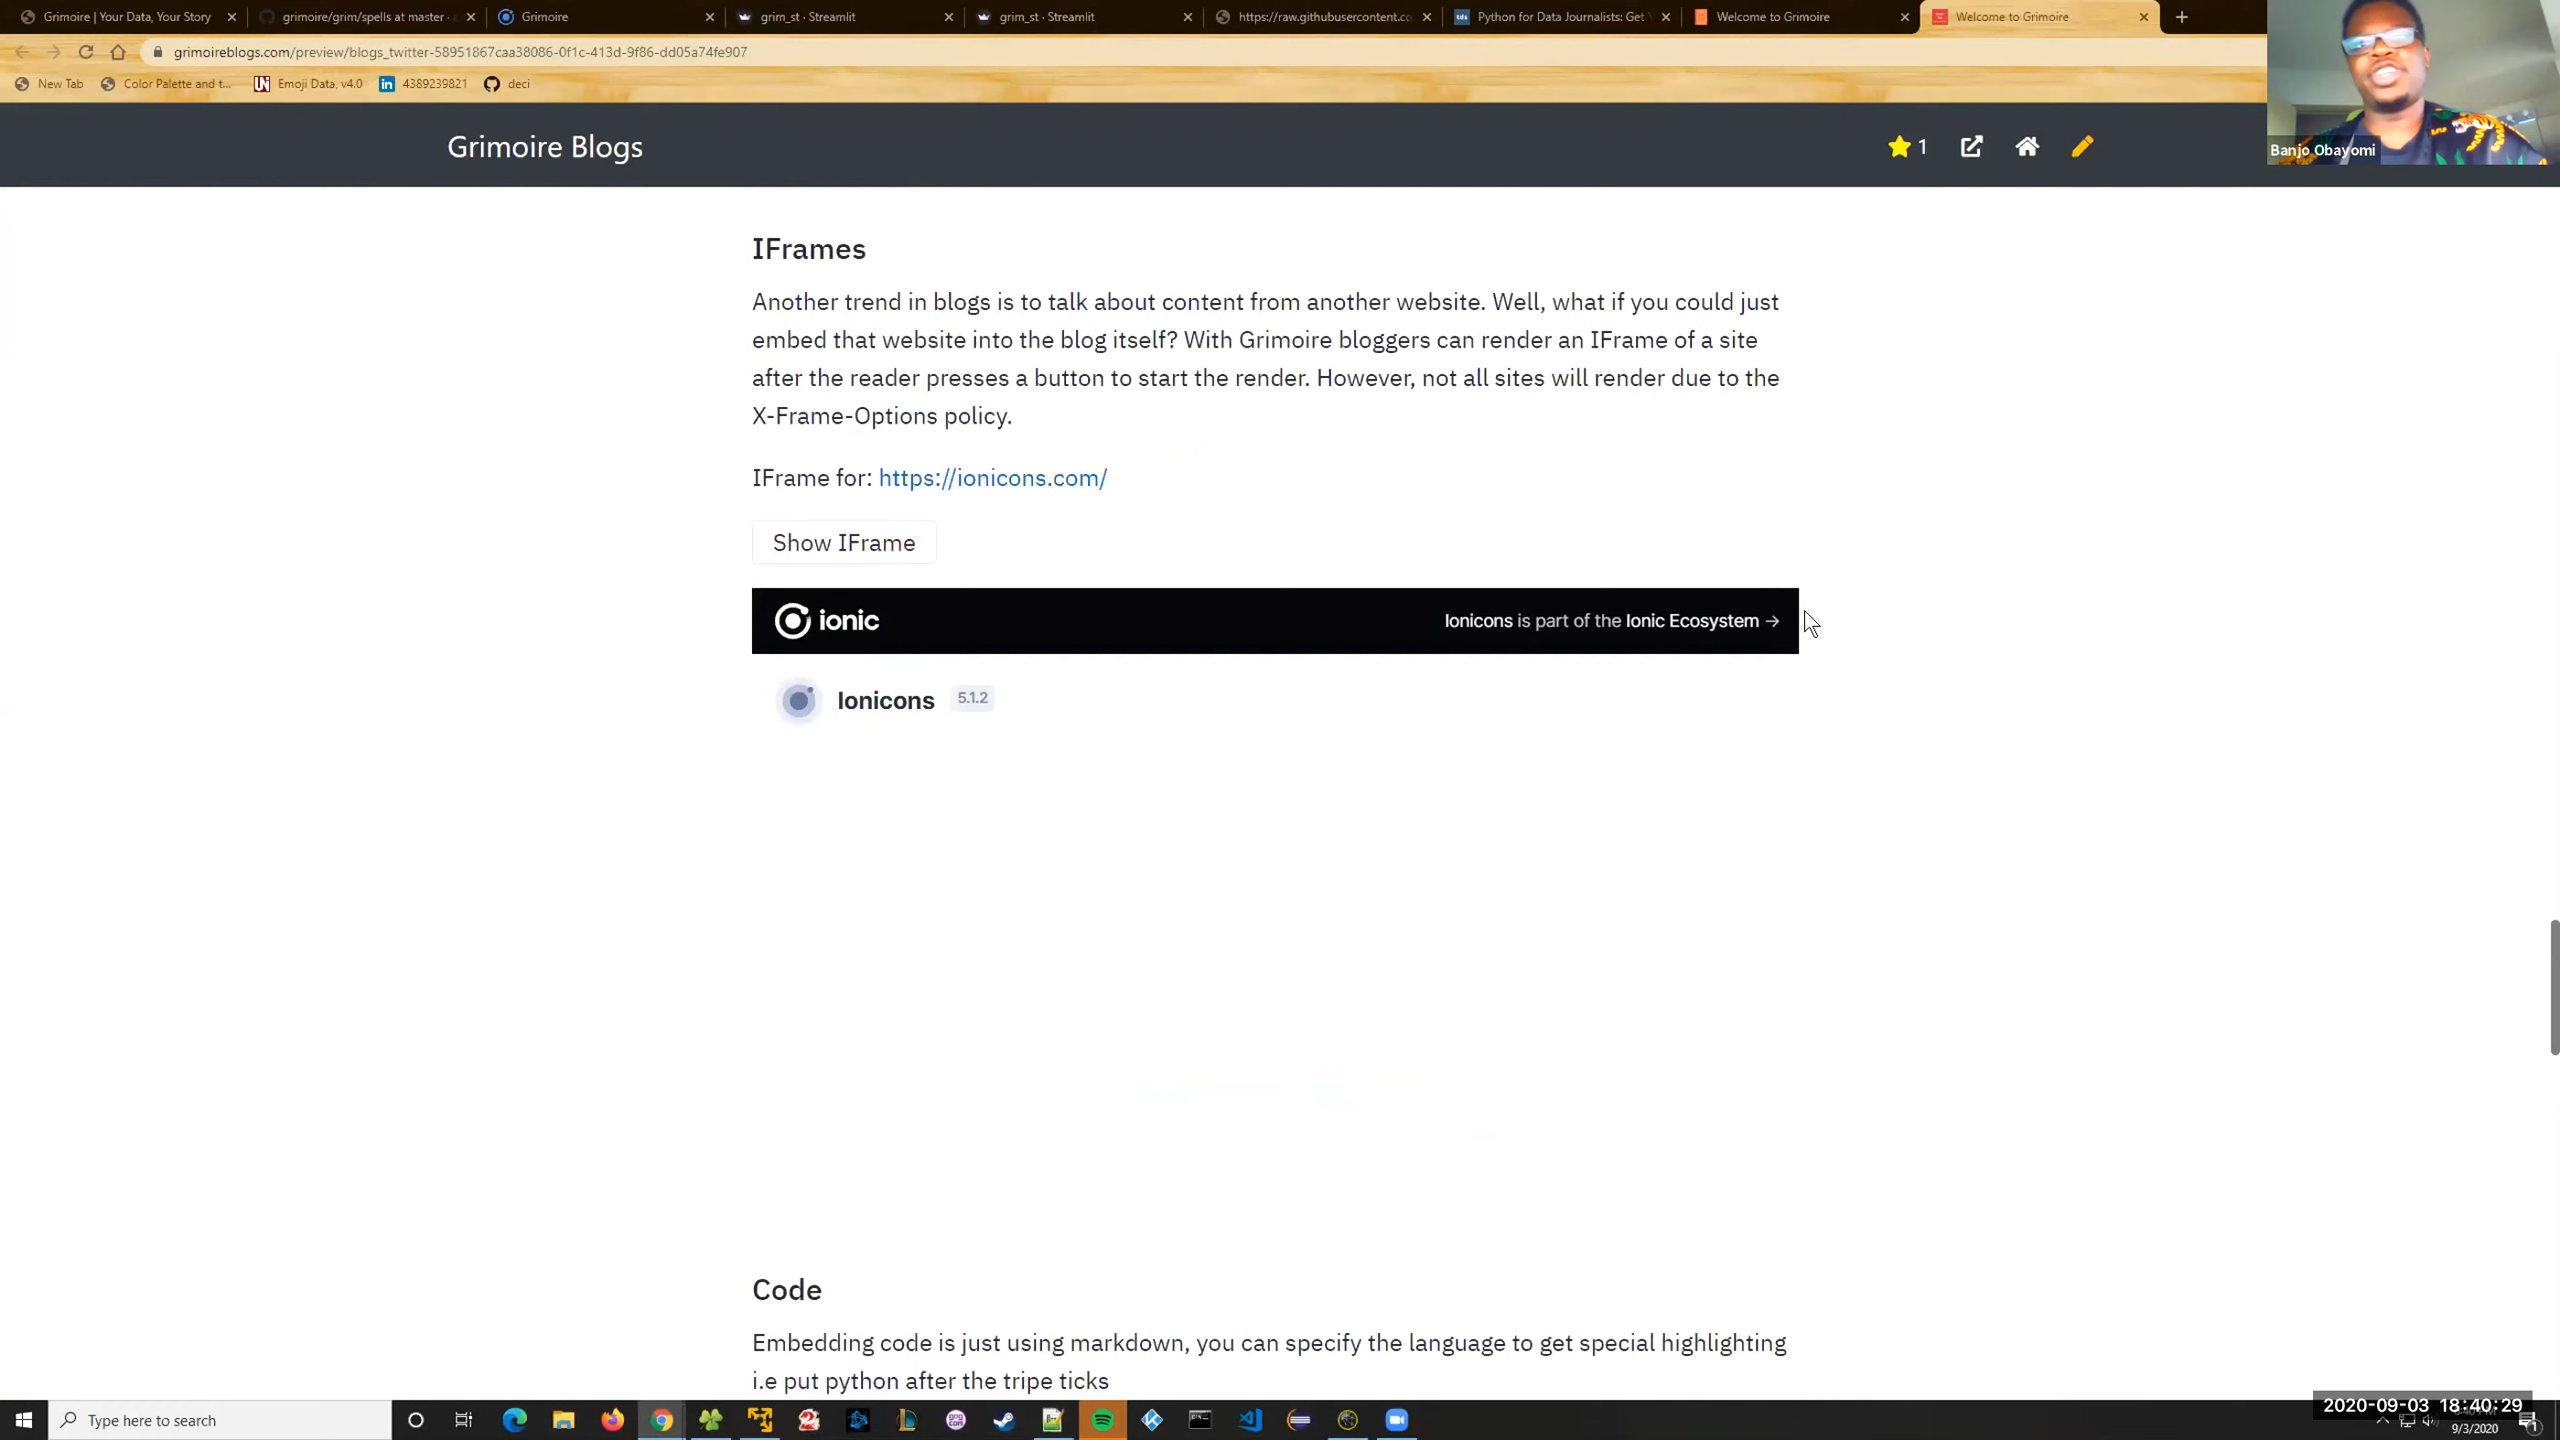 Grimoire | Your Data, Your Story
grimoire/grim/spells at master ·
Grimoire
grim_st · Streamlit
grim_st · Streamlit
https://raw.githubusercontent.co
Python for Data Journalists: Get
Welcome to Grimoire
Welcome to Grimoire
grimoireblogs.com/preview/blogs_twitter-58951867caa38086-0f1c-413d-9f86-dd05a74fe907
New Tab
Color Palette and t...
Emoji Data, v4.0
4389239821
deci
Banjo Obayomi
Grimoire Blogs
1
IFrames
Another trend in blogs is to talk about content from another website. Well, what if you could just
embed that website into the blog itself? With Grimoire bloggers can render an IFrame of a site
after the reader presses a button to start the render. However, not all sites will render due to the
X-Frame-Options policy.
IFrame for: https://ionicons.com/
Show IFrame
ionic
Ionicons is part of the Ionic Ecosystem →
Ionicons 5.1.2
Code
Embedding code is just using markdown, you can specify the language to get special highlighting
i.e put python after the tripe ticks
Type here to search
2020-09-03 18:40:29
9/3/2020